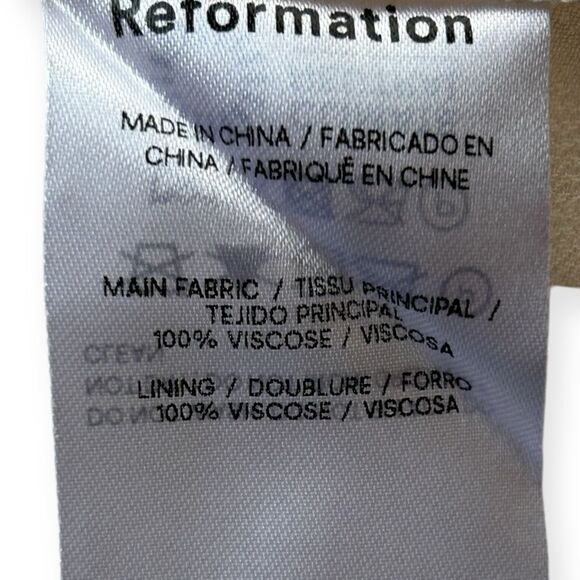 Reformation
MADE IN CHINA / FABRICADO EN
CHINA / FABRIQUÉ EN CHINE
MAIN FABRIC / TISSU PRINCIPAL /
TEJIDO PRINCIPAL
100% VISCOSE / VISCOSA
LINING / DOUBLURE / FORRO
100% VISCOSE / VISCOSA